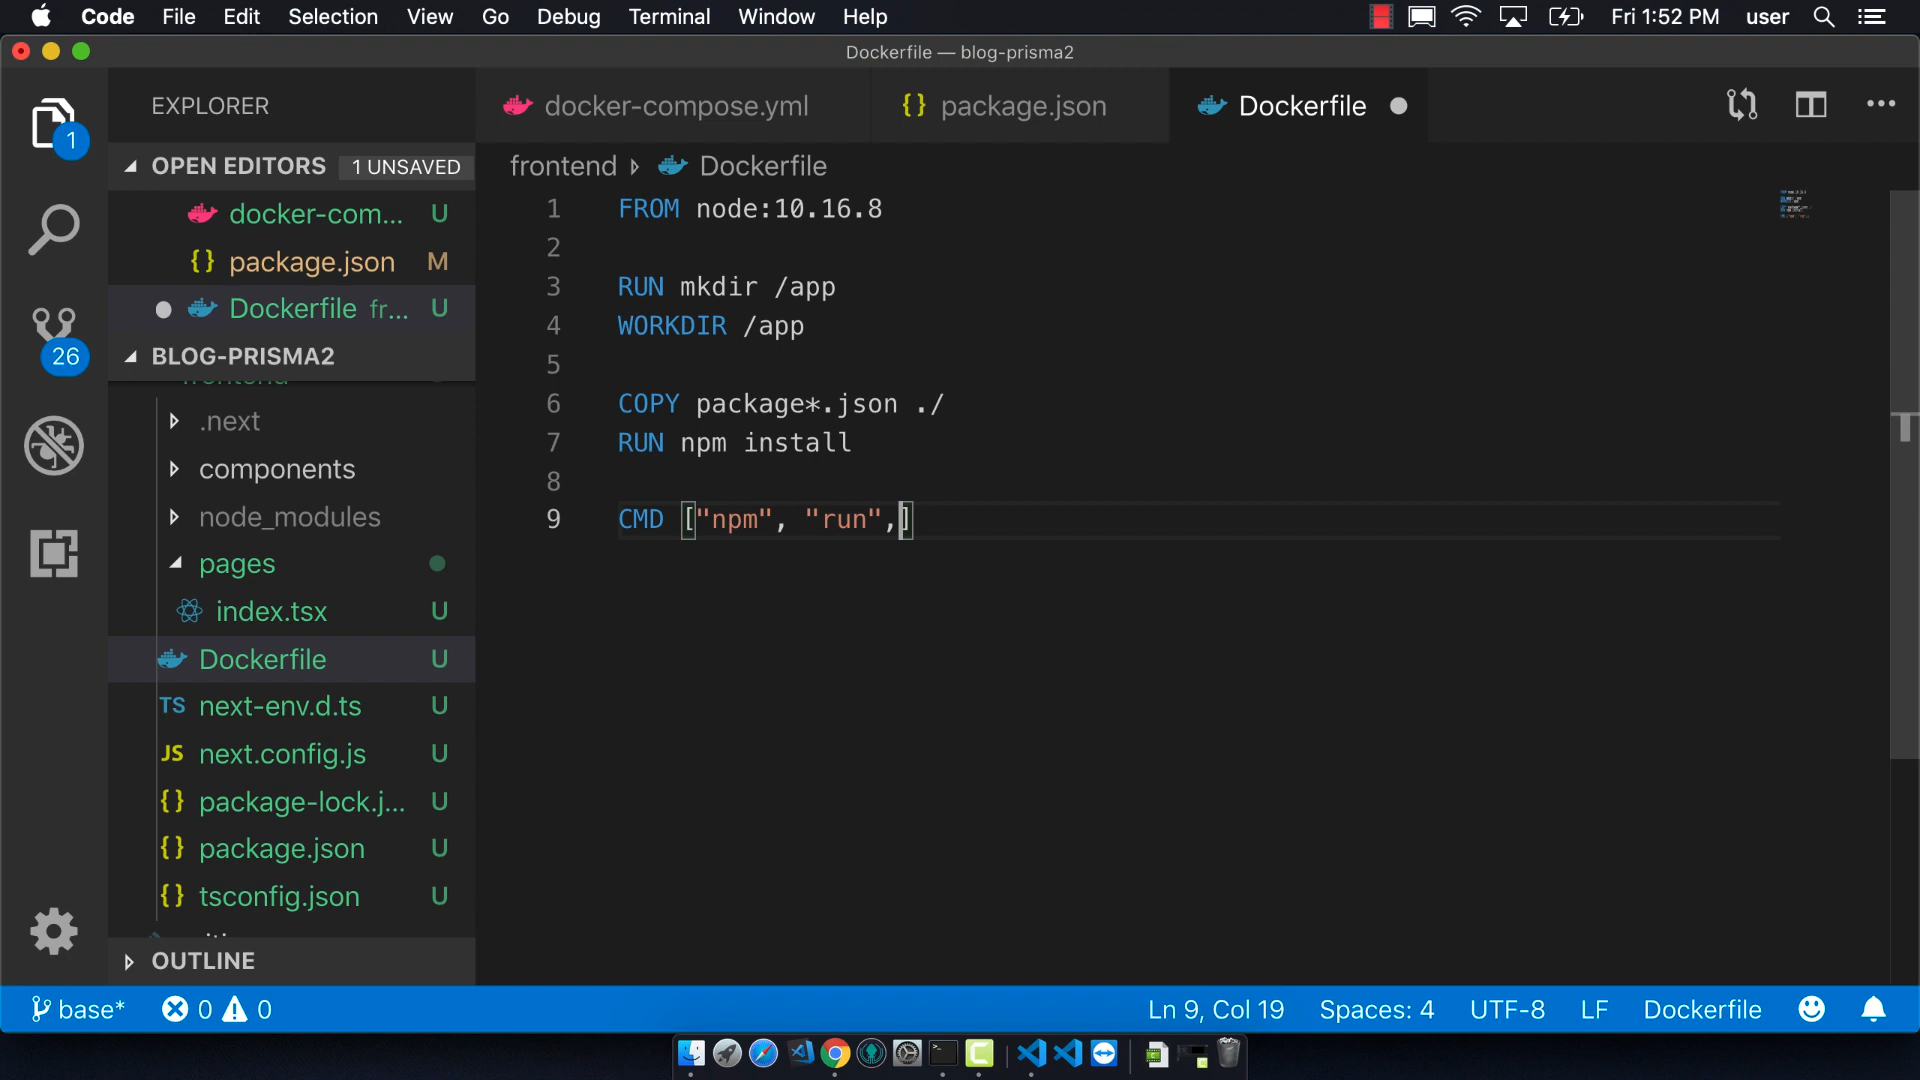 Code File Edit Selection View Go Debug Terminal Window Help Fri 1:52 PM user
Dockerfile — blog-prisma2
EXPLORER
docker-compose.yml
{} package.json
Dockerfile
1
OPEN EDITORS 1 UNSAVED
frontend Dockerfile
docker-com... U
{} package.json M
Dockerfile fr... U
26
BLOG-PRISMA2
frontend
.next
components
node_modules
pages
index.tsx U
Dockerfile U
TS next-env.d.ts U
JS next.config.js U
{} package-lock.j... U
{} package.json U
{} tsconfig.json U
OUTLINE
1 FROM node:10.16.8
2
3 RUN mkdir /app
4 WORKDIR /app
5
6 COPY package*.json ./
7 RUN npm install
8
9 CMD ["npm", "run",]
base* 0 0 Ln 9, Col 19 Spaces: 4 UTF-8 LF Dockerfile